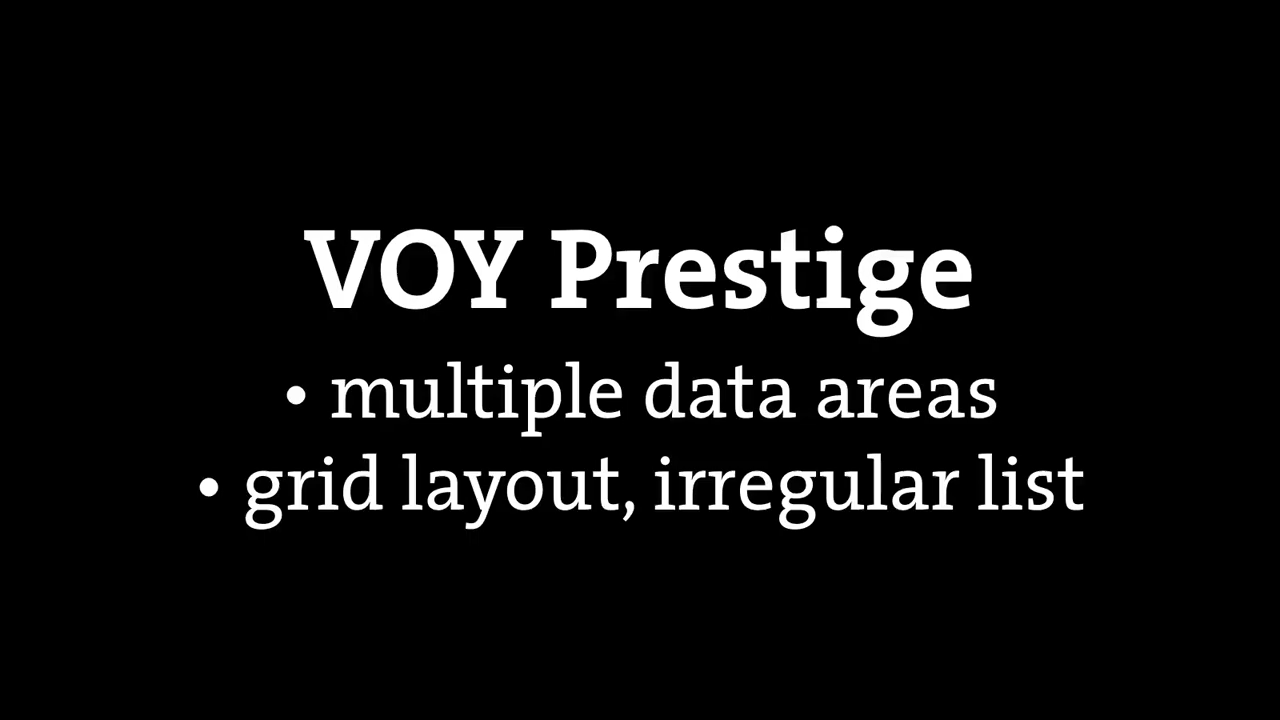 VOY Prestige
• multiple data areas
• grid layout, irregular list